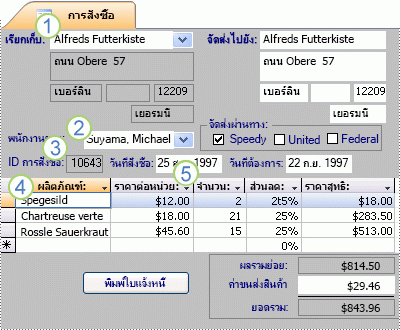 1 การสั่งซื้อ
เรียกเก็บ: Alfreds Futterkiste จัดส่งไปยัง: Alfreds Futterkiste
ถนน Obere 57 ถนน Obere 57
เบอร์ลิน 12209 เบอร์ลิน 12209
เยอรมนี เยอรมนี
2 Suyama, Michael จัดส่งผ่านทาง:
Speedy United Federal
3
ID การสั่งซื้อ: 10643 วันที่สั่งซื้อ: 25 1997 วันที่ต้องการ: 22 ก.ย. 1997
4 5
ผลิตภัณฑ์: ราคาต่อหน่วย: จำนวน: ส่วนลด: ราคาสุทธิ:
Spegesild $12.00 2 25% $18.00
Chartreuse verte $18.00 21 25% $283.50
Rossle Sauerkraut $45.60 15 25% $513.00
0%
ผลรวมย่อย: $814.50
พิมพ์ใบแจ้งหนี้ ค่าขนส่งสินค้า $29.46
ยอดรวม: $843.96